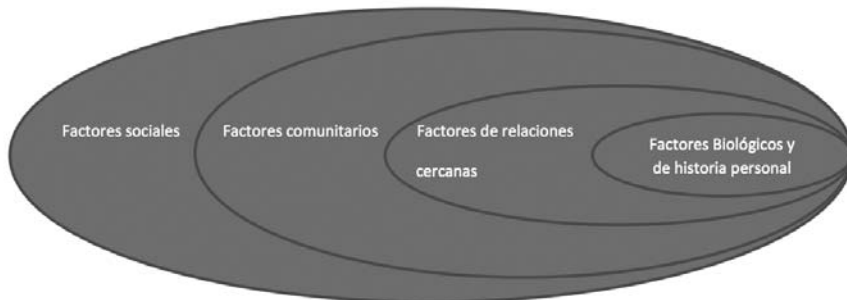 Factores sociales
Factores comunitarios
Factores de relaciones
cercanas
Factores Biológicos y
de historia personal